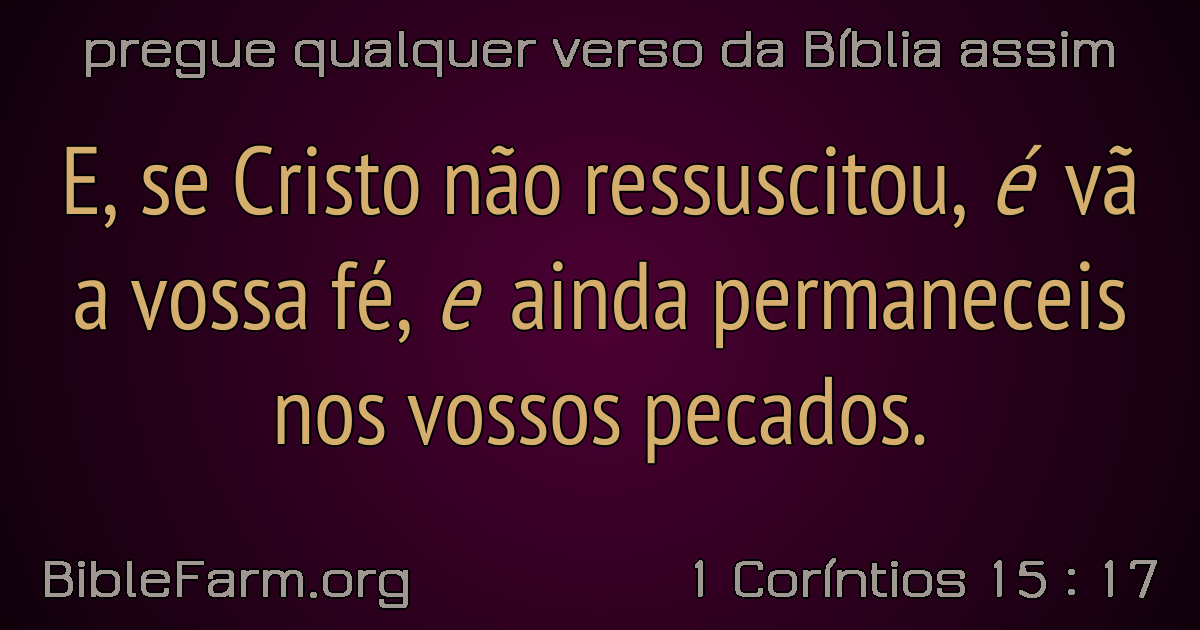 pregue qualquer verso da Bíblia assim
E, se Cristo não ressuscitou, é vã
a vossa fé, e ainda permaneceis
nos vossos pecados.
BibleFarm.org
1 Coríntios 15 : 17